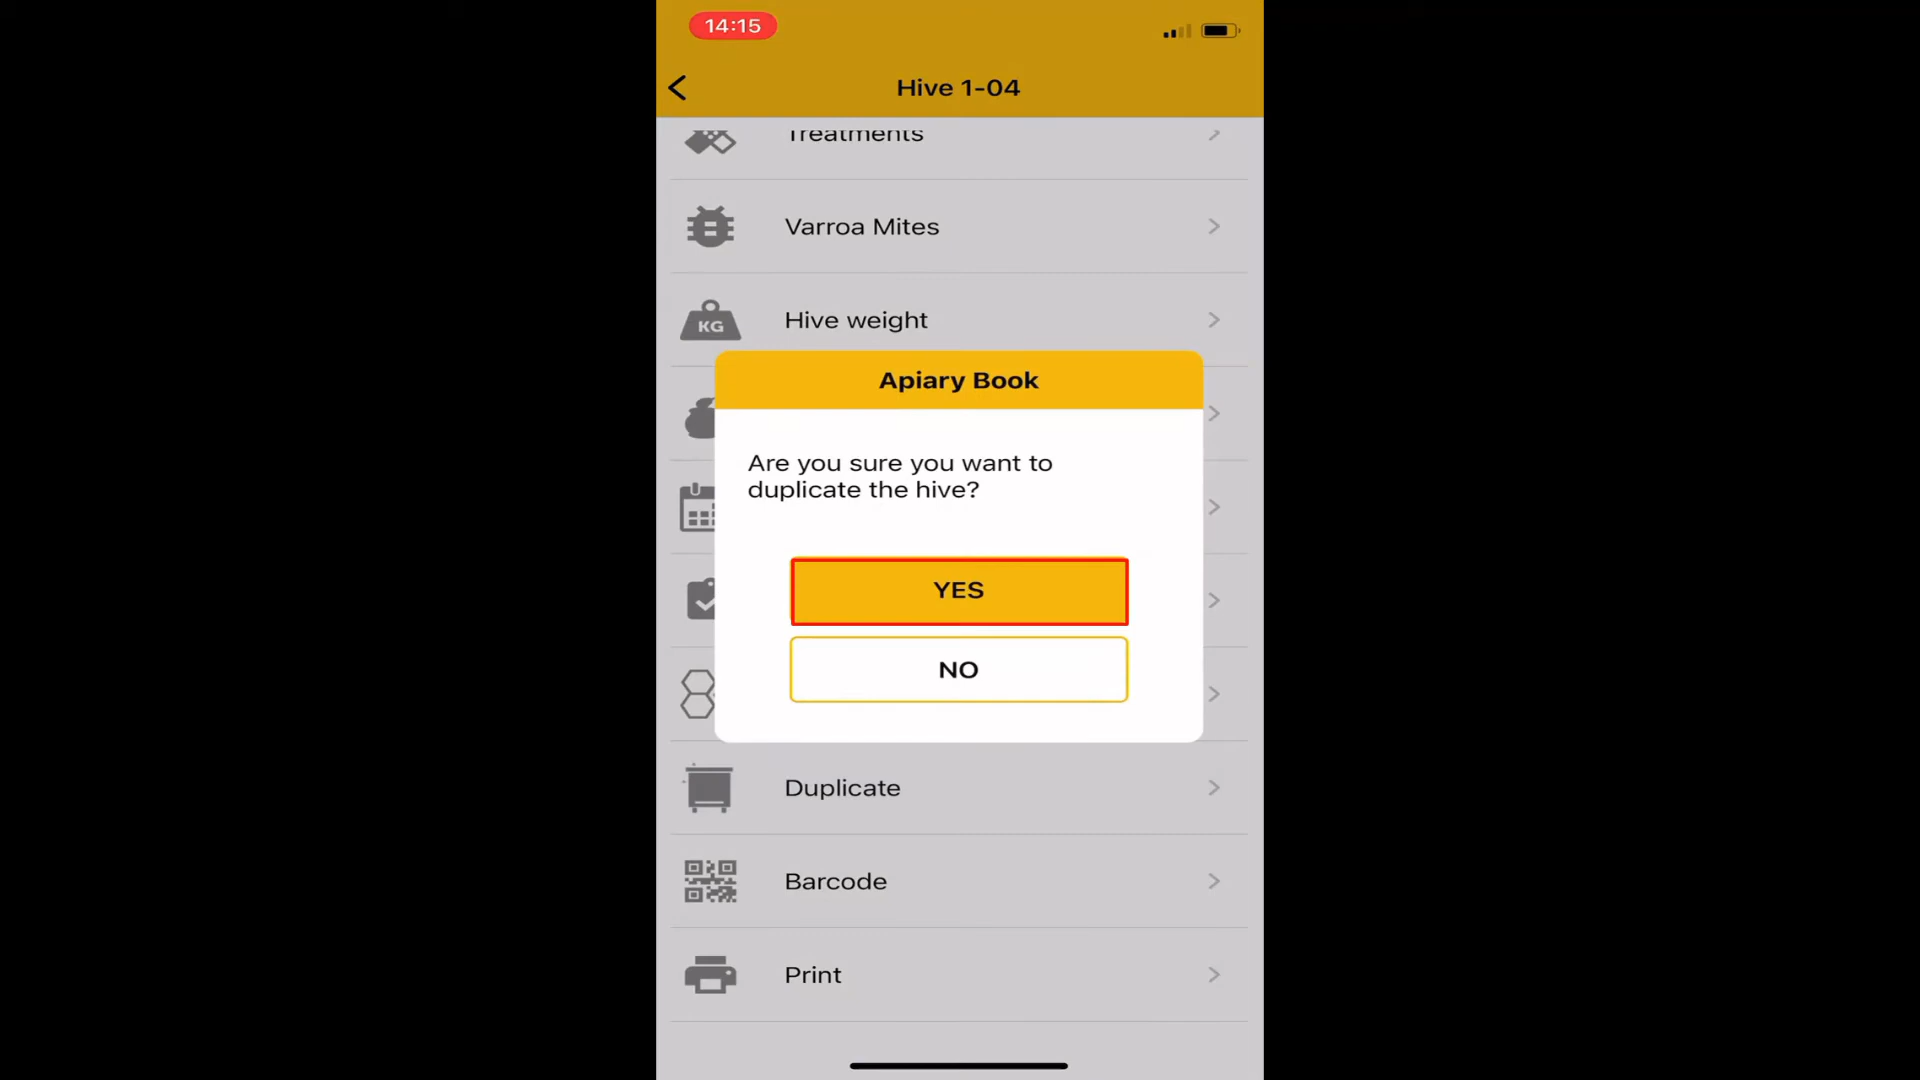 14:15
Hive 1-04
Treatments
Varroa Mites
KG
Hive weight
Apiary Book
Are you sure you want to
duplicate the hive?
YES
NO
Duplicate
Barcode
Print